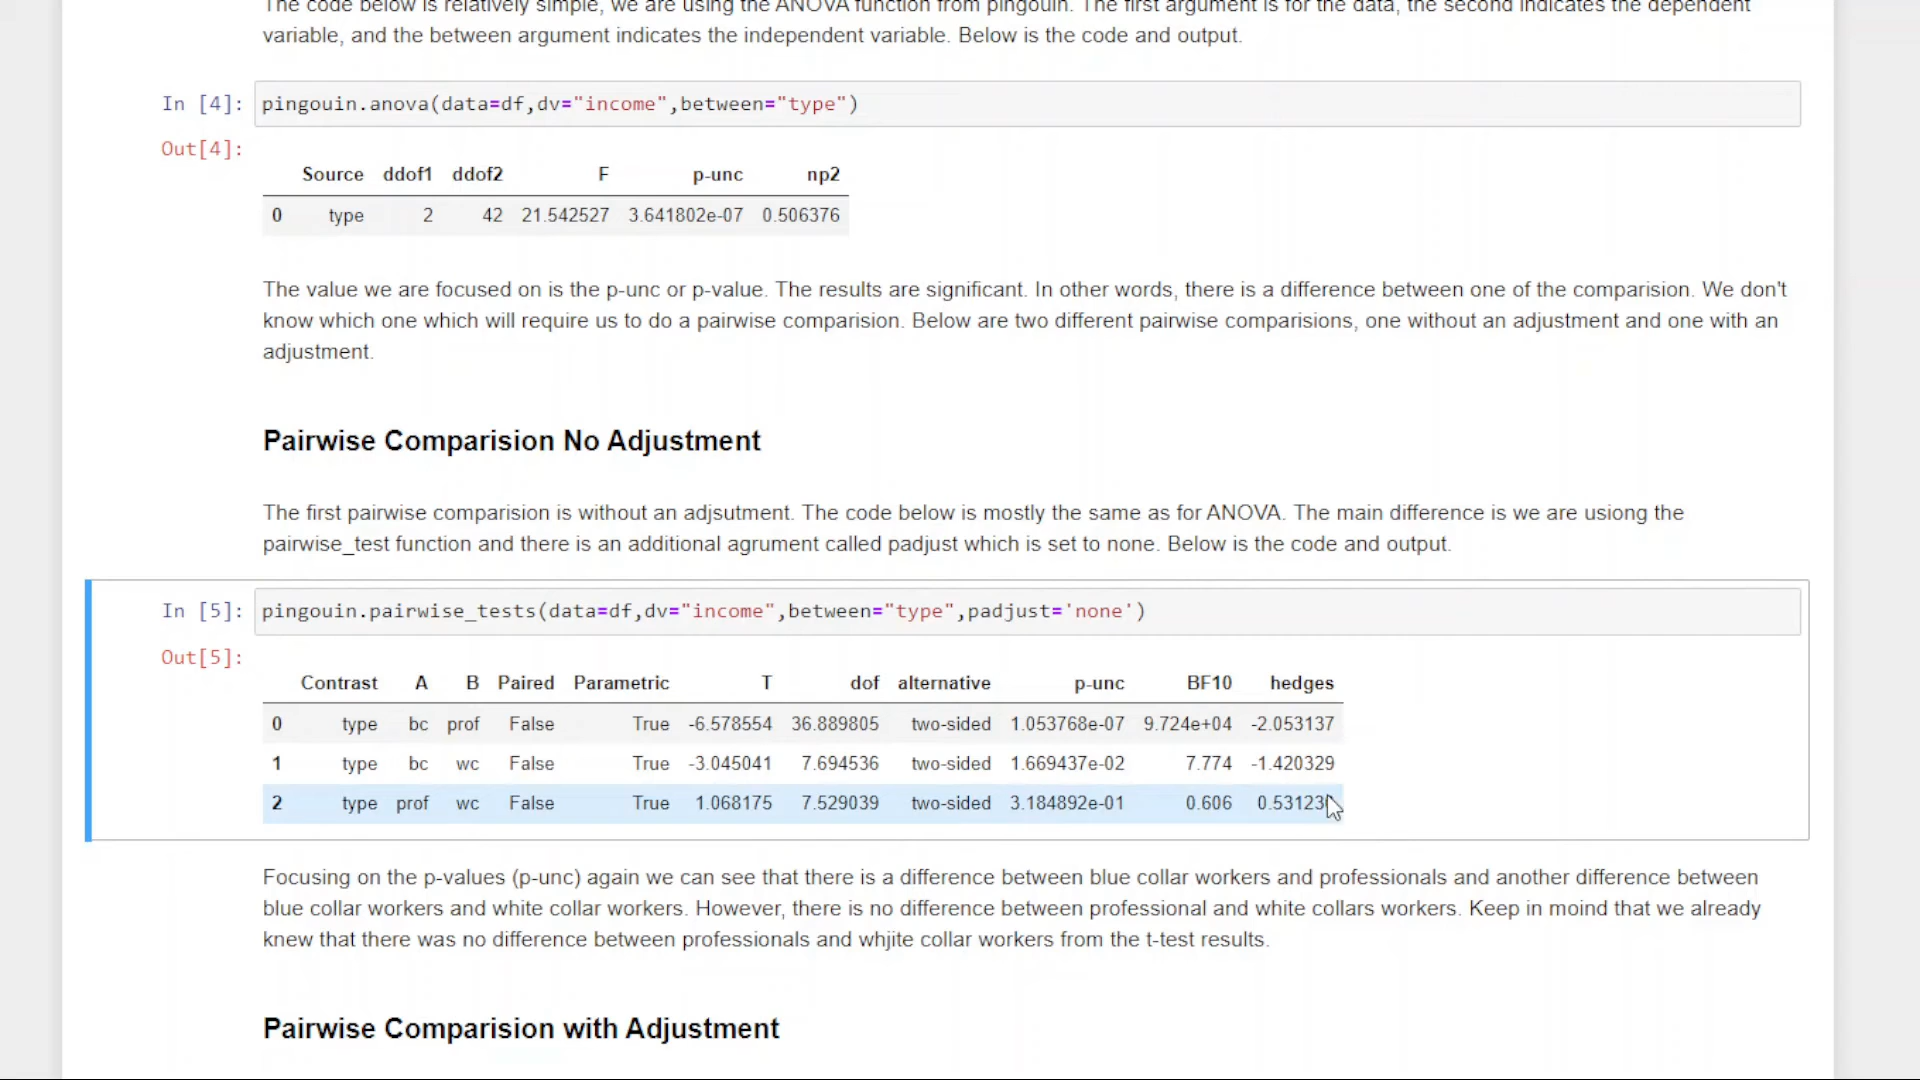 The code below is relatively simple, we are using the ANOVA function from pingouin. The first argument is for the data, the second indicates the dependent
variable, and the between argument indicates the independent variable. Below is the code and output.
In [4]: pingouin.anova(data=df,dv="income",between="type")
Out[4]:
Source ddof1 ddof2 F p-unc np2
0 type 2 42 21.542527 3.641802e-07 0.506376
The value we are focused on is the p-unc or p-value. The results are significant. In other words, there is a difference between one of the comparision. We don't
know which one which will require us to do a pairwise comparision. Below are two different pairwise comparisions, one without an adjustment and one with an
adjustment.
Pairwise Comparision No Adjustment
The first pairwise comparision is without an adjsutment. The code below is mostly the same as for ANOVA. The main difference is we are usiong the
pairwise_test function and there is an additional agrument called padjust which is set to none. Below is the code and output.
In [5]: pingouin.pairwise_tests(data=df,dv="income",between="type",padjust='none')
Out[5]:
Contrast A B Paired Parametric T dof alternative p-unc BF10 hedges
0 type bc prof False True -6.578554 36.889805 two-sided 1.053768e-07 9.724e+04 -2.053137
1 type bc wc False True -3.045041 7.694536 two-sided 1.669437e-02 7.774 -1.420329
2 type prof wc False True 1.068175 7.529039 two-sided 3.184892e-01 0.606
Focusing on the p-values (p-unc) again we can see that there is a difference between blue collar workers and professionals and another difference between
blue collar workers and white collar workers. However, there is no difference between professional and white collars workers. Keep in moind that we already
knew that there was no difference between professionals and whjite collar workers from the t-test results.
Pairwise Comparision with Adjustment